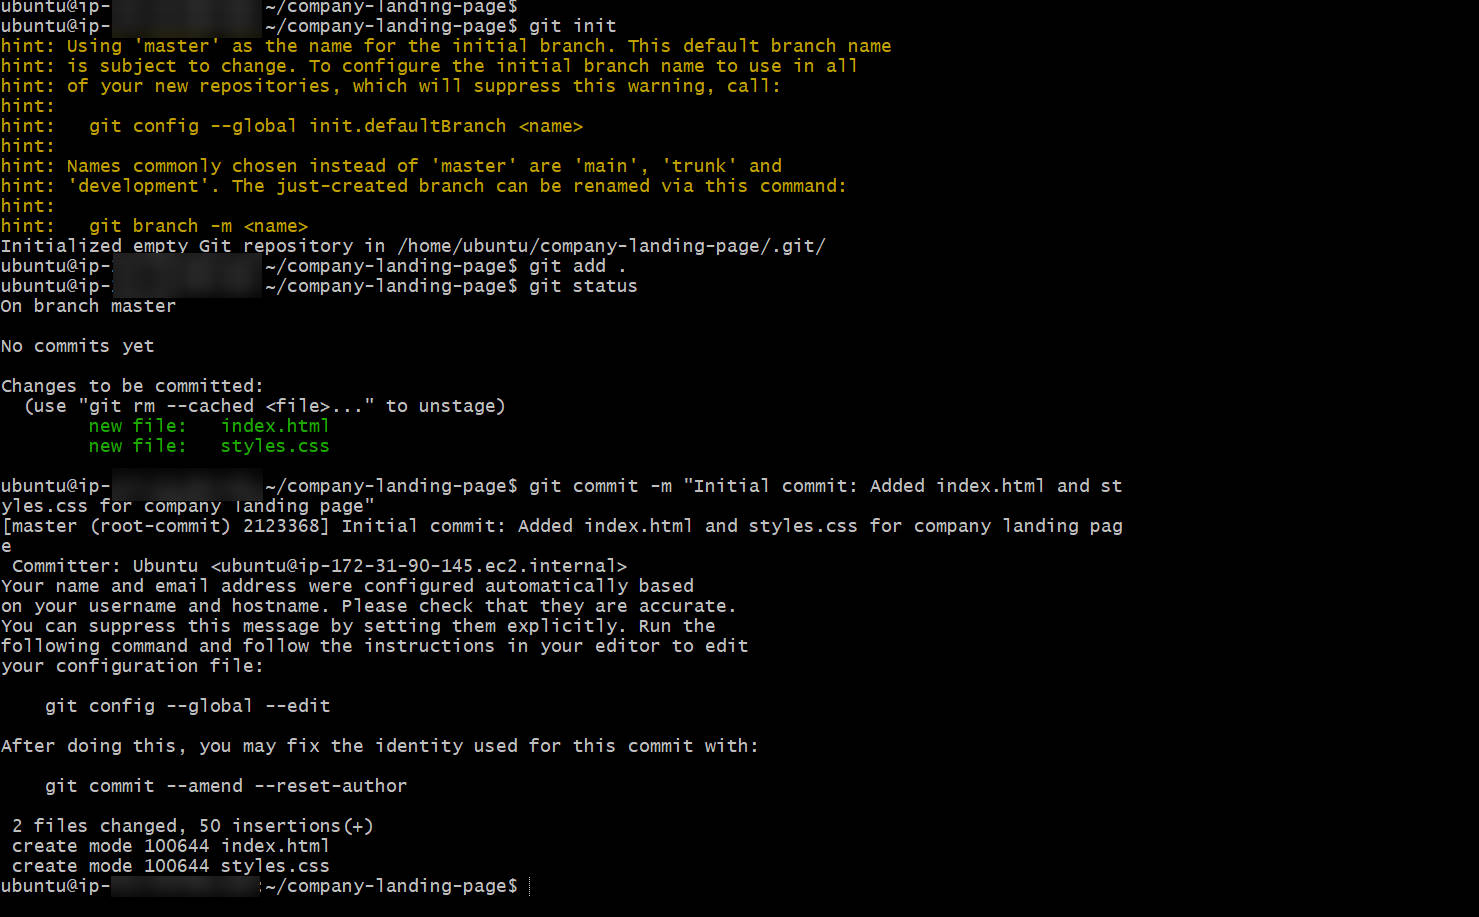 ubuntu@ip- ~/company-landing-page$
ubuntu@ip- ~/company-landing-page$ git init
hint: Using 'master' as the name for the initial branch. This default branch name
hint: is subject to change. To configure the initial branch name to use in all
hint: of your new repositories, which will suppress this warning, call:
hint:
hint:   git config --global init.defaultBranch <name>
hint:
hint: Names commonly chosen instead of 'master' are 'main', 'trunk' and
hint: 'development'. The just-created branch can be renamed via this command:
hint:
hint:   git branch -m <name>
Initialized empty Git repository in /home/ubuntu/company-landing-page/.git/
ubuntu@ip- ~/company-landing-page$ git add .
ubuntu@ip- ~/company-landing-page$ git status
On branch master
No commits yet
Changes to be committed:
  (use "git rm --cached <file>..." to unstage)
        new file:   index.html
        new file:   styles.css
ubuntu@ip- ~/company-landing-page$ git commit -m "Initial commit: Added index.html and st
yles.css for company landing page"
[master (root-commit) 2123368] Initial commit: Added index.html and styles.css for company landing pag
e
 Committer: Ubuntu <ubuntu@ip-172-31-90-145.ec2.internal>
Your name and email address were configured automatically based
on your username and hostname. Please check that they are accurate.
You can suppress this message by setting them explicitly. Run the
following command and follow the instructions in your editor to edit
your configuration file:
    git config --global --edit
After doing this, you may fix the identity used for this commit with:
    git commit --amend --reset-author
 2 files changed, 50 insertions(+)
 create mode 100644 index.html
 create mode 100644 styles.css
ubuntu@ip- :~/company-landing-page$